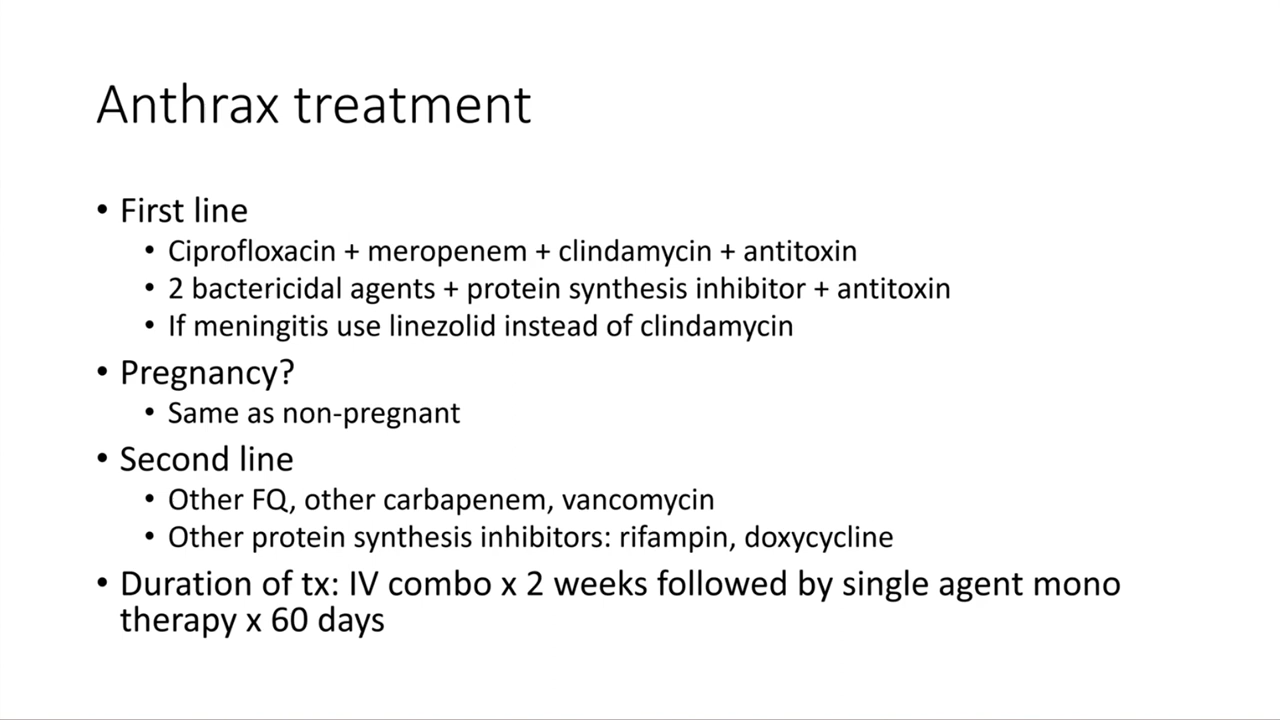 Anthrax treatment
• First line
• Ciprofloxacin + meropenem + clindamycin + antitoxin
• 2 bactericidal agents + protein synthesis inhibitor + antitoxin
• If meningitis use linezolid instead of clindamycin
• Pregnancy?
• Same as non-pregnant
• Second line
• Other FQ, other carbapenem, vancomycin
• Other protein synthesis inhibitors: rifampin, doxycycline
• Duration of tx: IV combo x 2 weeks followed by single agent mono
therapy x 60 days